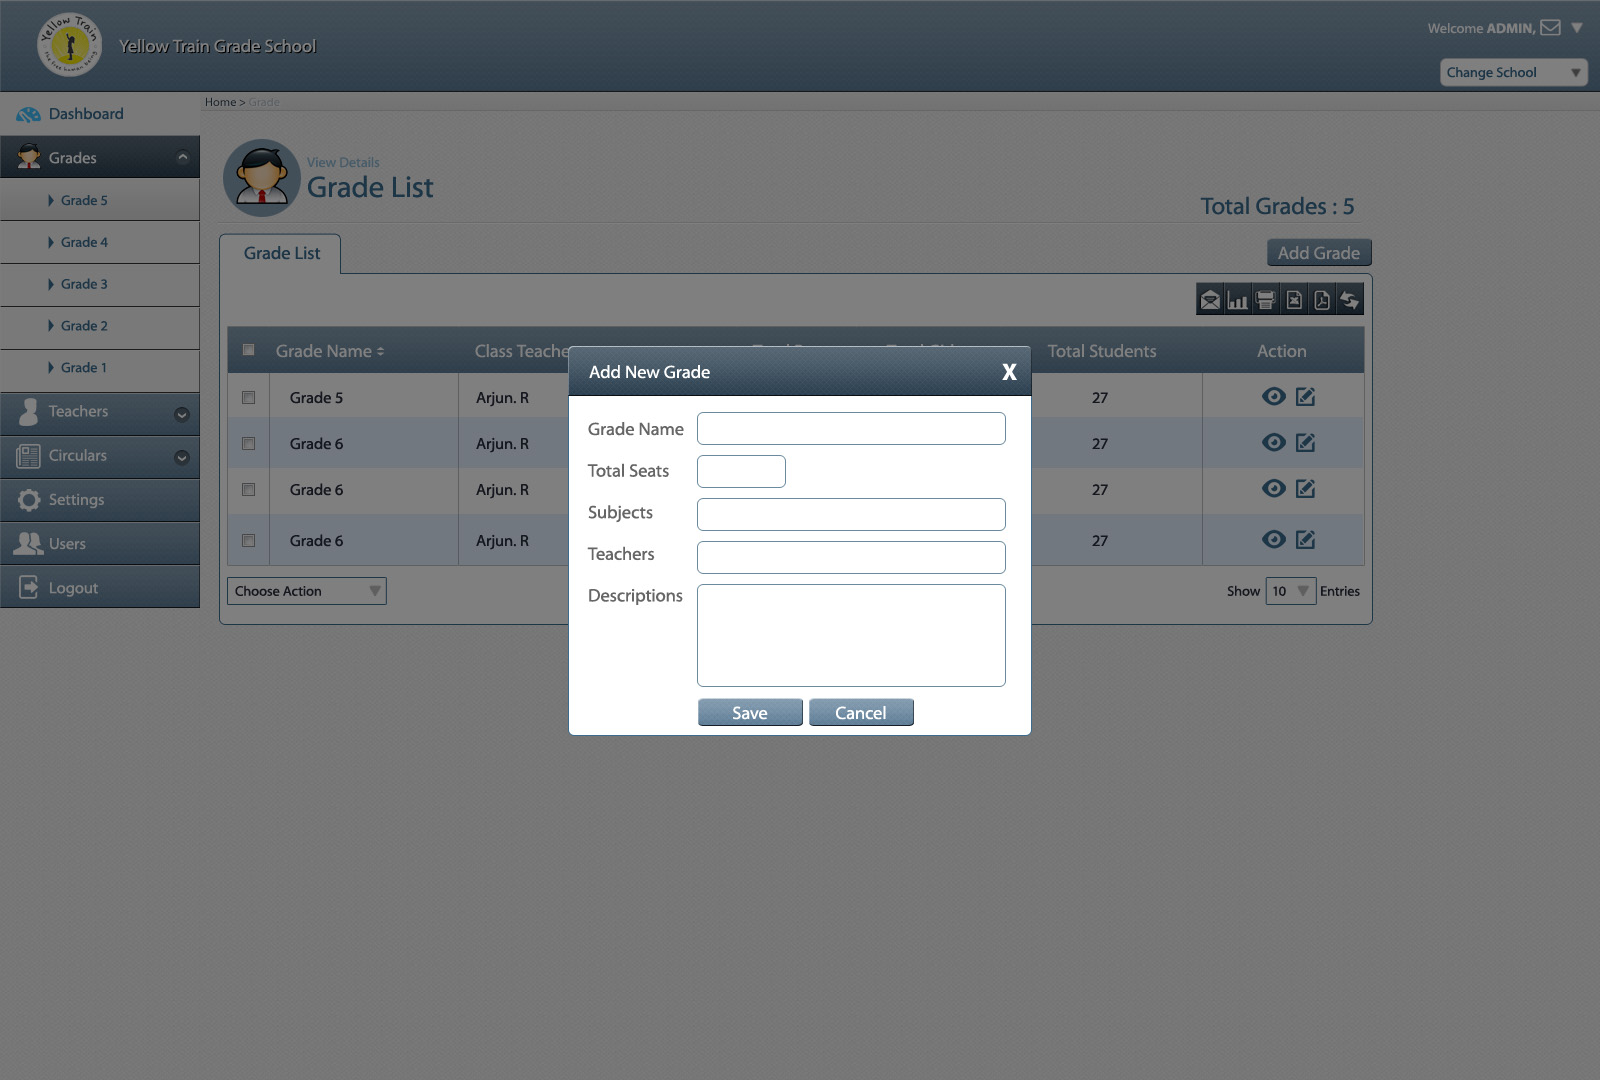 Yellow Train
Yellow Train Grade School
Welcome ADMIN,
Change School
Home > Grade
Dashboard
Grades
Grade 5
Grade 4
Grade 3
Grade 2
Grade 1
Teachers
Circulars
Settings
Users
Logout
View Details
Grade List
Total Grades : 5
Grade List
Add Grade
Grade Name Class Teache Total Students Action
Grade 5 Arjun. R 27
Grade 6 Arjun. R 27
Grade 6 Arjun. R 27
Grade 6 Arjun. R 27
Choose Action
Show 10 Entries
Add New Grade X
Grade Name
Total Seats
Subjects
Teachers
Descriptions
Save Cancel